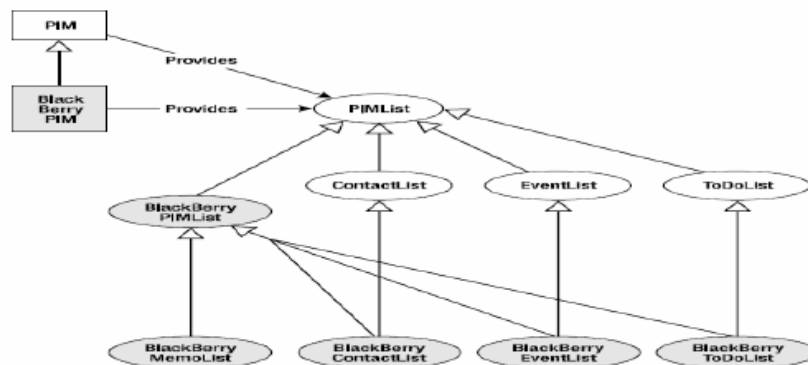 PIM
Provides
Black
Berry
PIM
Provides
PIMList
ContactList
EventList
ToDoList
BlackBerry
PIMList
BlackBerry
MemoList
BlackBerry
ContactList
BlackBerry
EventList
BlackBerry
ToDoList